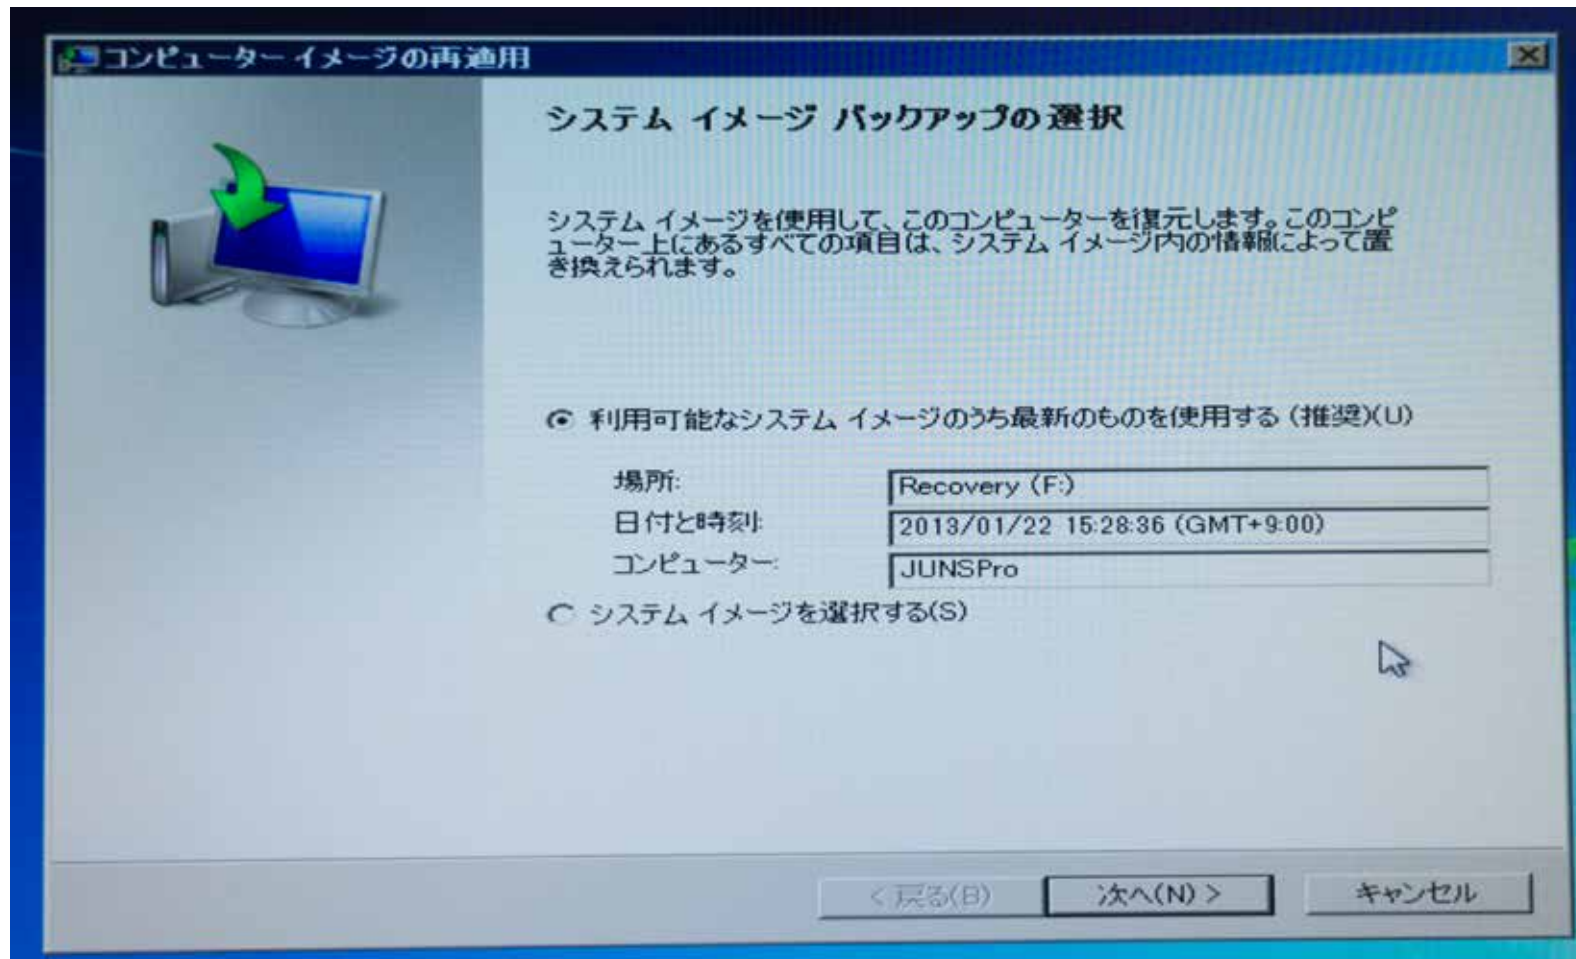 コンピューター イメージの再適用
システム イメージ バックアップの選択
システム イメージを使用して、このコンピューターを復元します。このコンピ
ューター上にあるすべての項目は、システム イメージ内の情報によって置
き換えられます。
利用可能なシステム イメージのうち最新のものを使用する (推奨)(U)
場所: Recovery (F:)
日付と時刻: 2013/01/22 15:28:36 (GMT+9:00)
コンピューター: JUNSPro
システム イメージを選択する(S)
< 戻る(B) 次へ(N) > キャンセル